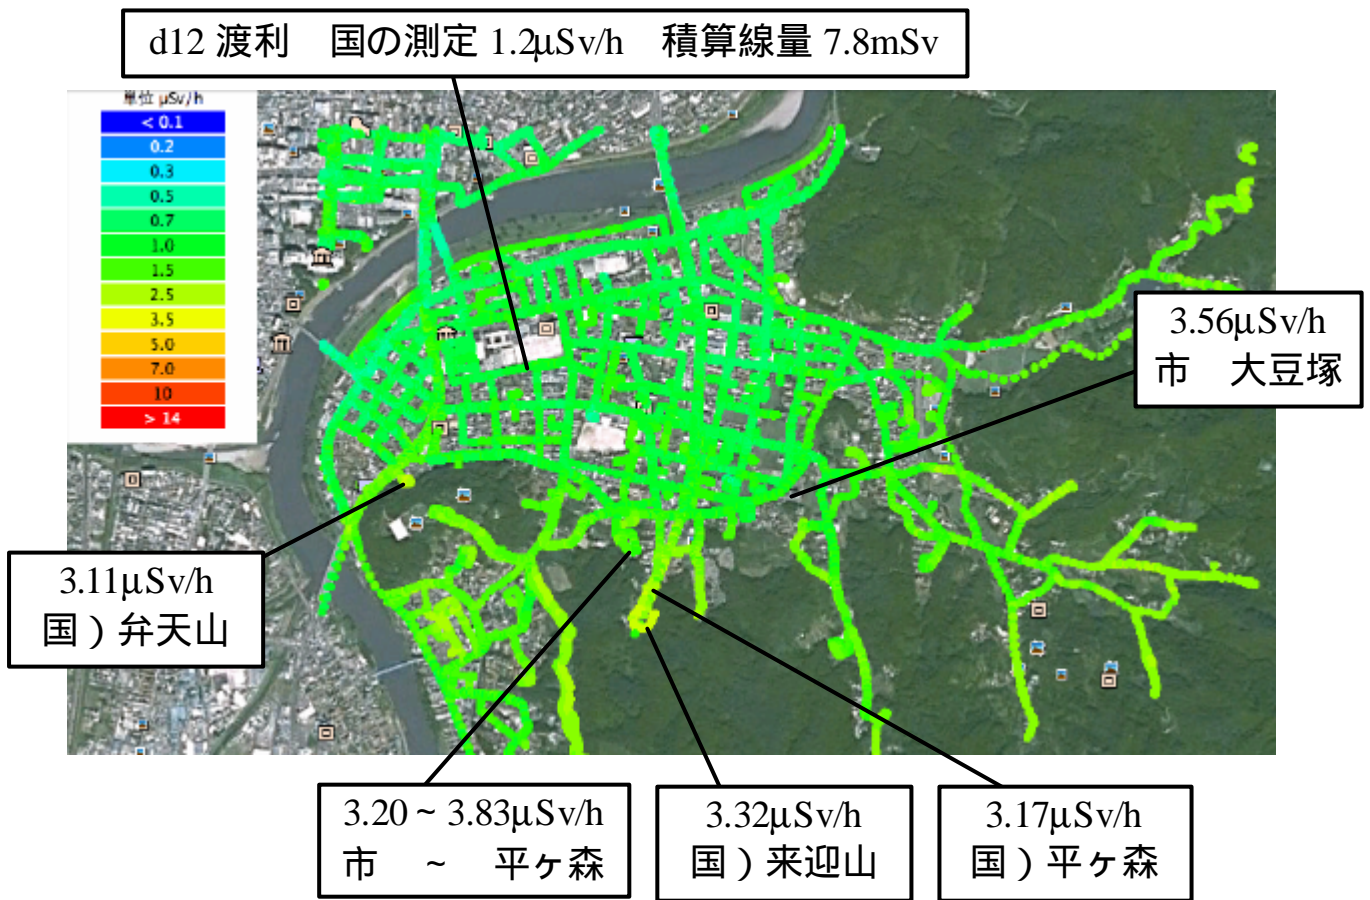 d12 渡利　国の測定 1.2μSv/h　積算線量 7.8mSv
単位 μSv/h
< 0.1
0.2
0.3
0.5
0.7
1.0
1.5
2.5
3.5
5.0
7.0
10
> 14
3.56μSv/h
市　大豆塚
3.11μSv/h
国）弁天山
3.20 ~ 3.83μSv/h
市　~　平ヶ森
3.32μSv/h
国）来迎山
3.17μSv/h
国）平ヶ森